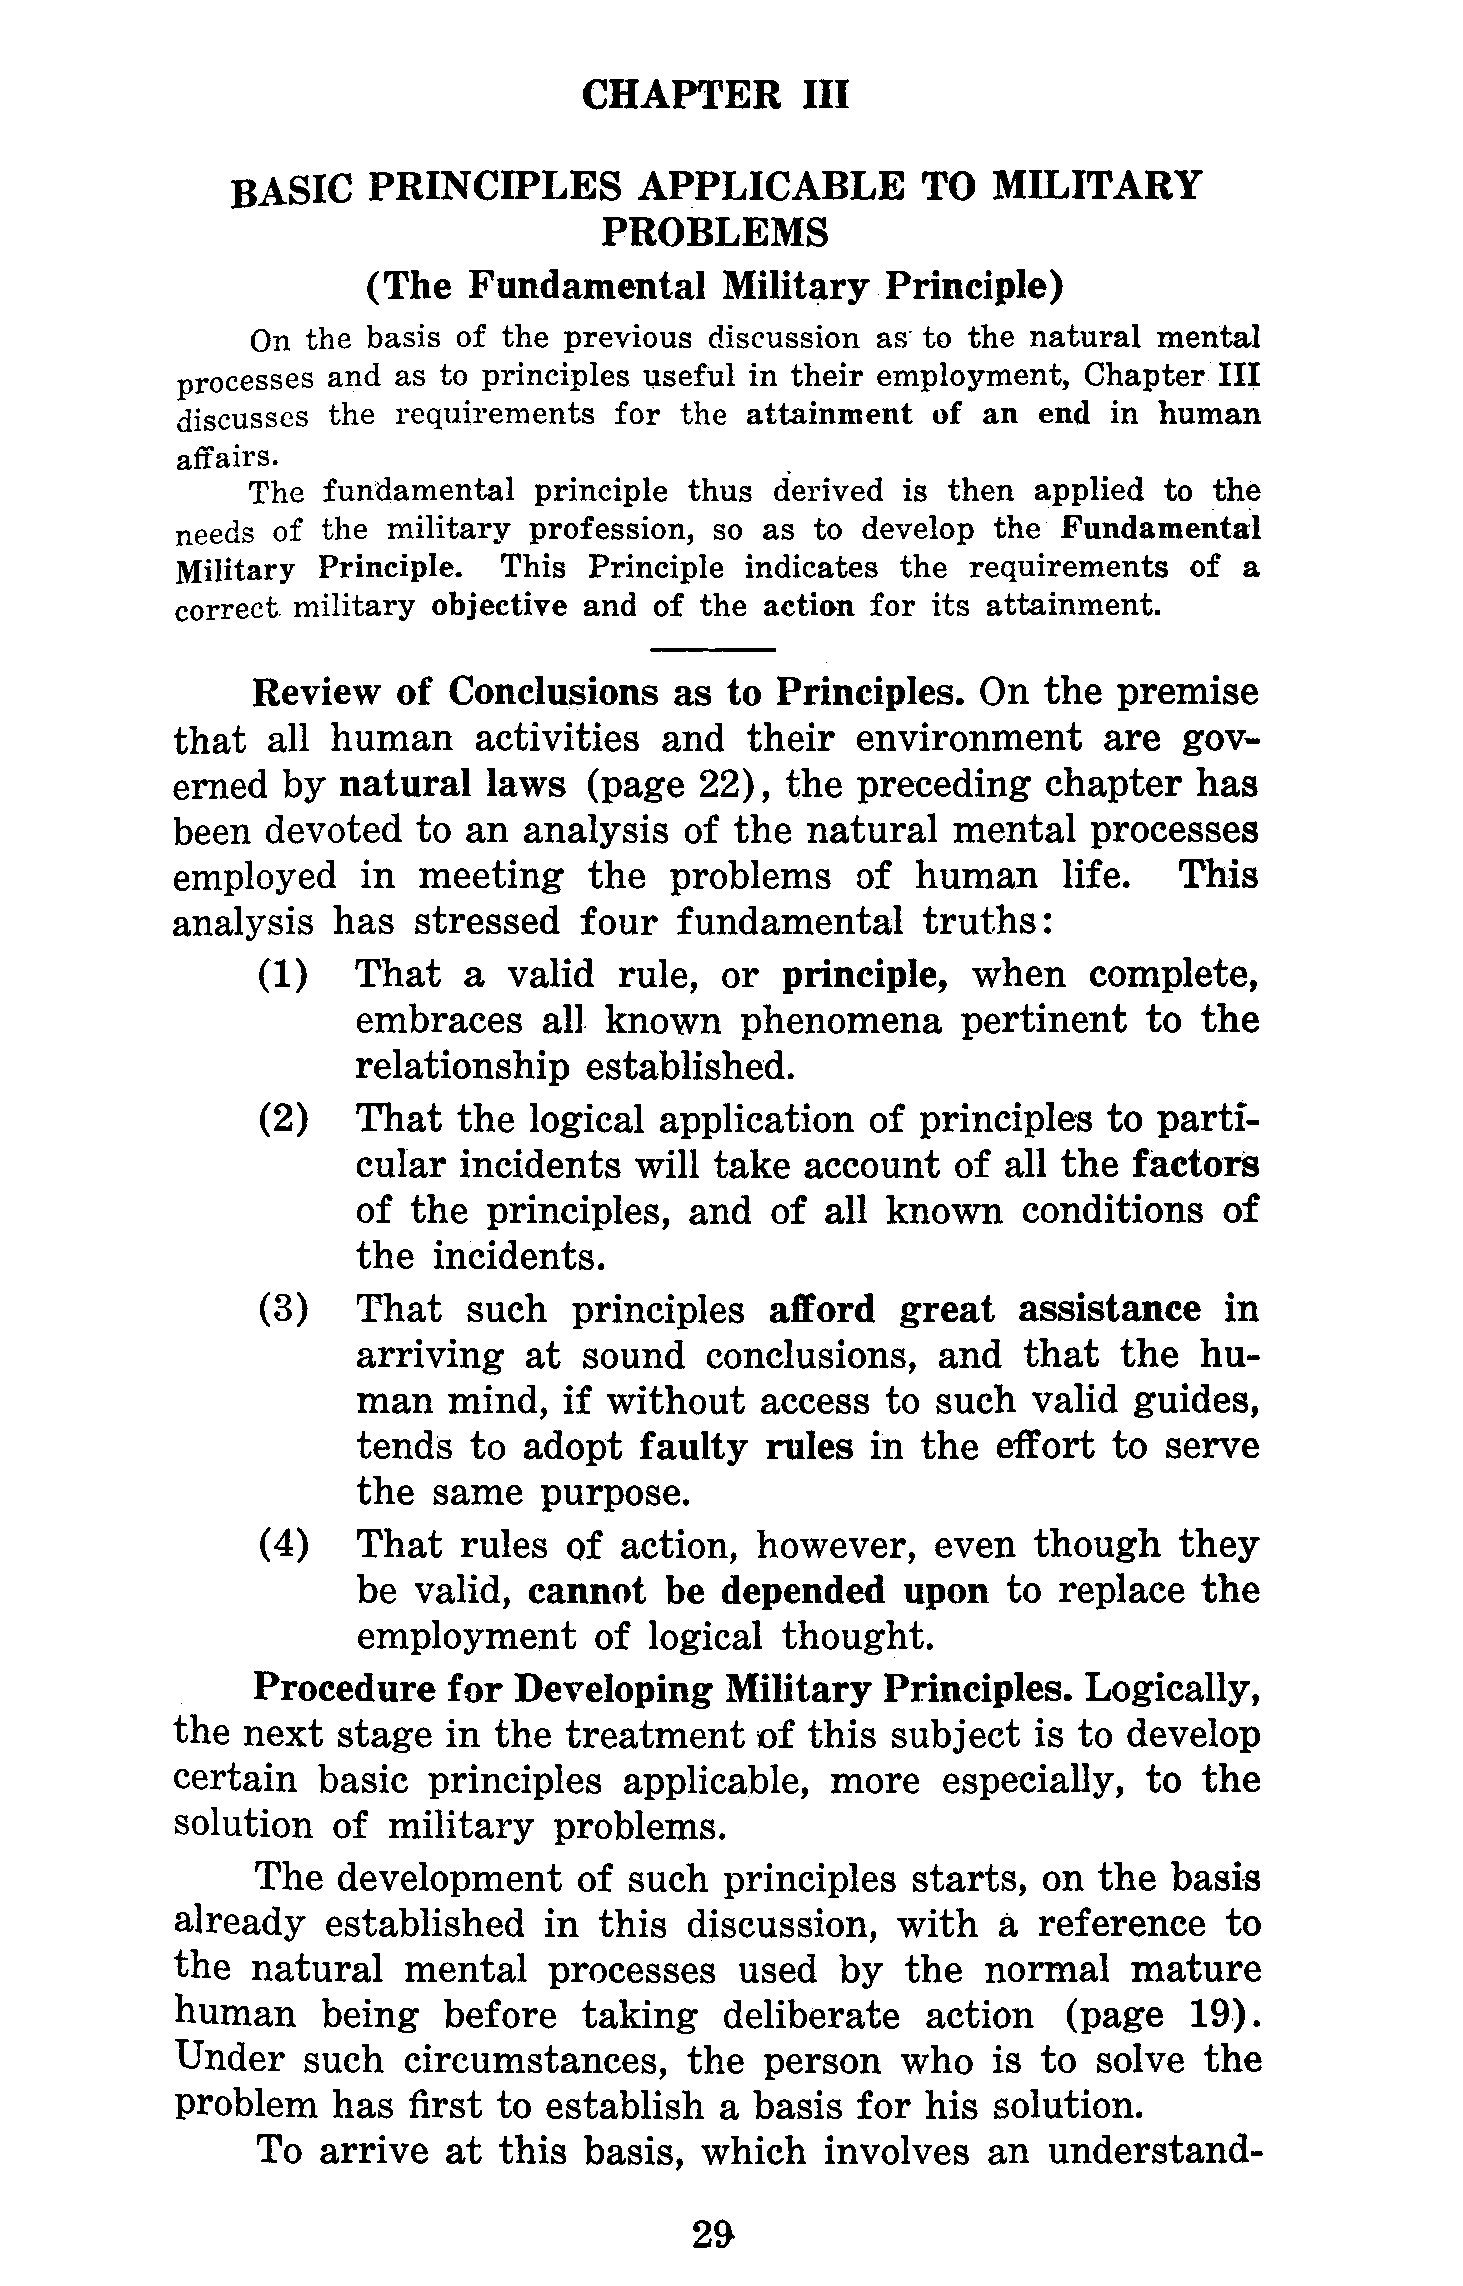 CHAPTER III
BASIC PRINCIPLES APPLICABLE TO MILITARY
PROBLEMS
(The Fundamental Military Principle)
On the basis of the previous discussion as to the natural mental
processes and as to principles useful in their employment, Chapter III
discusses the requirements for the attainment of an end in human
affairs.
The fundamental principle thus derived is then applied to the
needs of the military profession, so as to develop the Fundamental
Military Principle. This Principle indicates the requirements of a
correct military objective and of the action for its attainment.
Review of Conclusions as to Principles. On the premise
that all human activities and their environment are gov-
erned by natural laws (page 22), the preceding chapter has
been devoted to an analysis of the natural mental processes
employed in meeting the problems of human life. This
analysis has stressed four fundamental truths:
(1) That a valid rule, or principle, when complete,
embraces all known phenomena pertinent to the
relationship established.
(2) That the logical application of principles to parti-
cular incidents will take account of all the factors
of the principles, and of all known conditions of
the incidents.
(3) That such principles afford great assistance in
arriving at sound conclusions, and that the hu-
man mind, if without access to such valid guides,
tends to adopt faulty rules in the effort to serve
the same purpose.
(4) That rules of action, however, even though they
be valid, cannot be depended upon to replace the
employment of logical thought.
Procedure for Developing Military Principles. Logically,
the next stage in the treatment of this subject is to develop
certain basic principles applicable, more especially, to the
solution of military problems.
The development of such principles starts, on the basis
already established in this discussion, with a reference to
the natural mental processes used by the normal mature
human being before taking deliberate action (page 19).
Under such circumstances, the person who is to solve the
problem has first to establish a basis for his solution.
To arrive at this basis, which involves an understand-
29